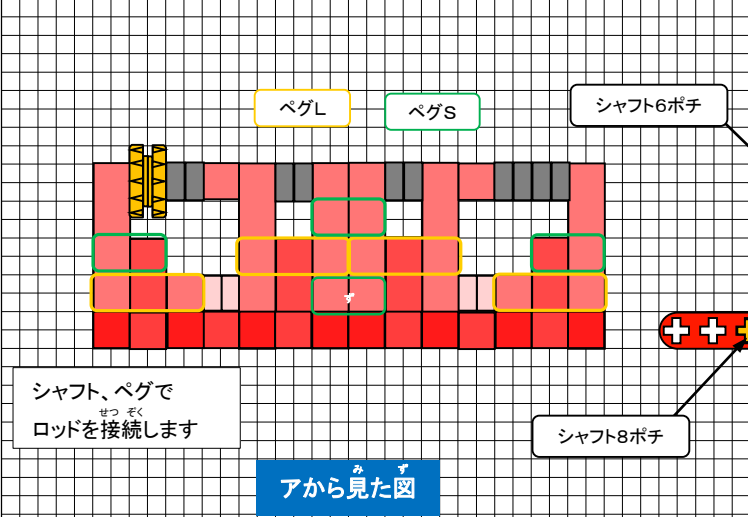 ペグL
ペグS
シャフト6ポチ
ず
シャフト、ペグで
せつ ぞく
ロッドを接続します
シャフト8ポチ
み ず
アから見た図